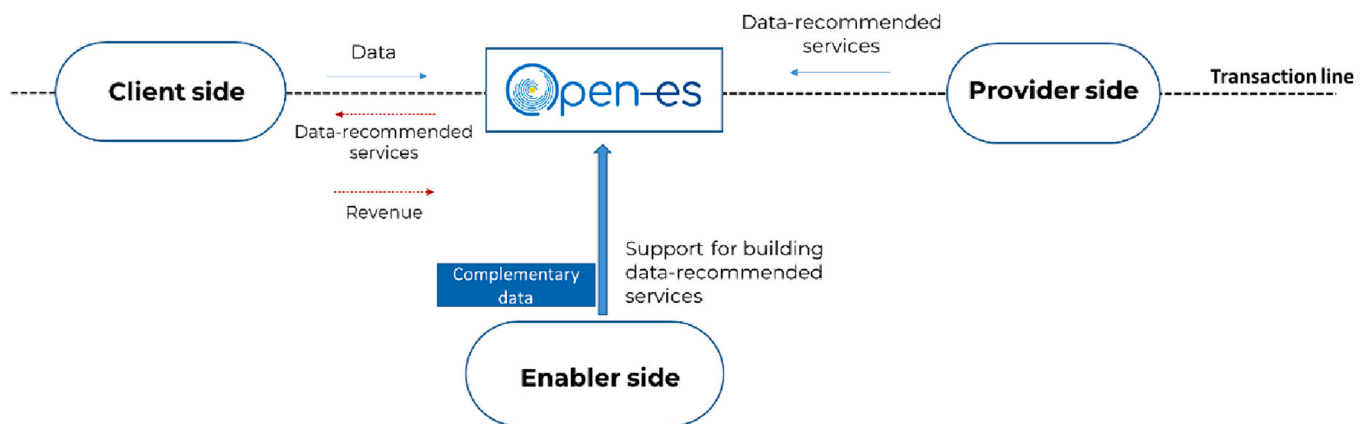 Data-recommended
services
Data
Client side
Open-es
Provider side
Transaction line
Data-recommended
services
Revenue
Complementary
data
Support for building
data-recommended
services
Enabler side